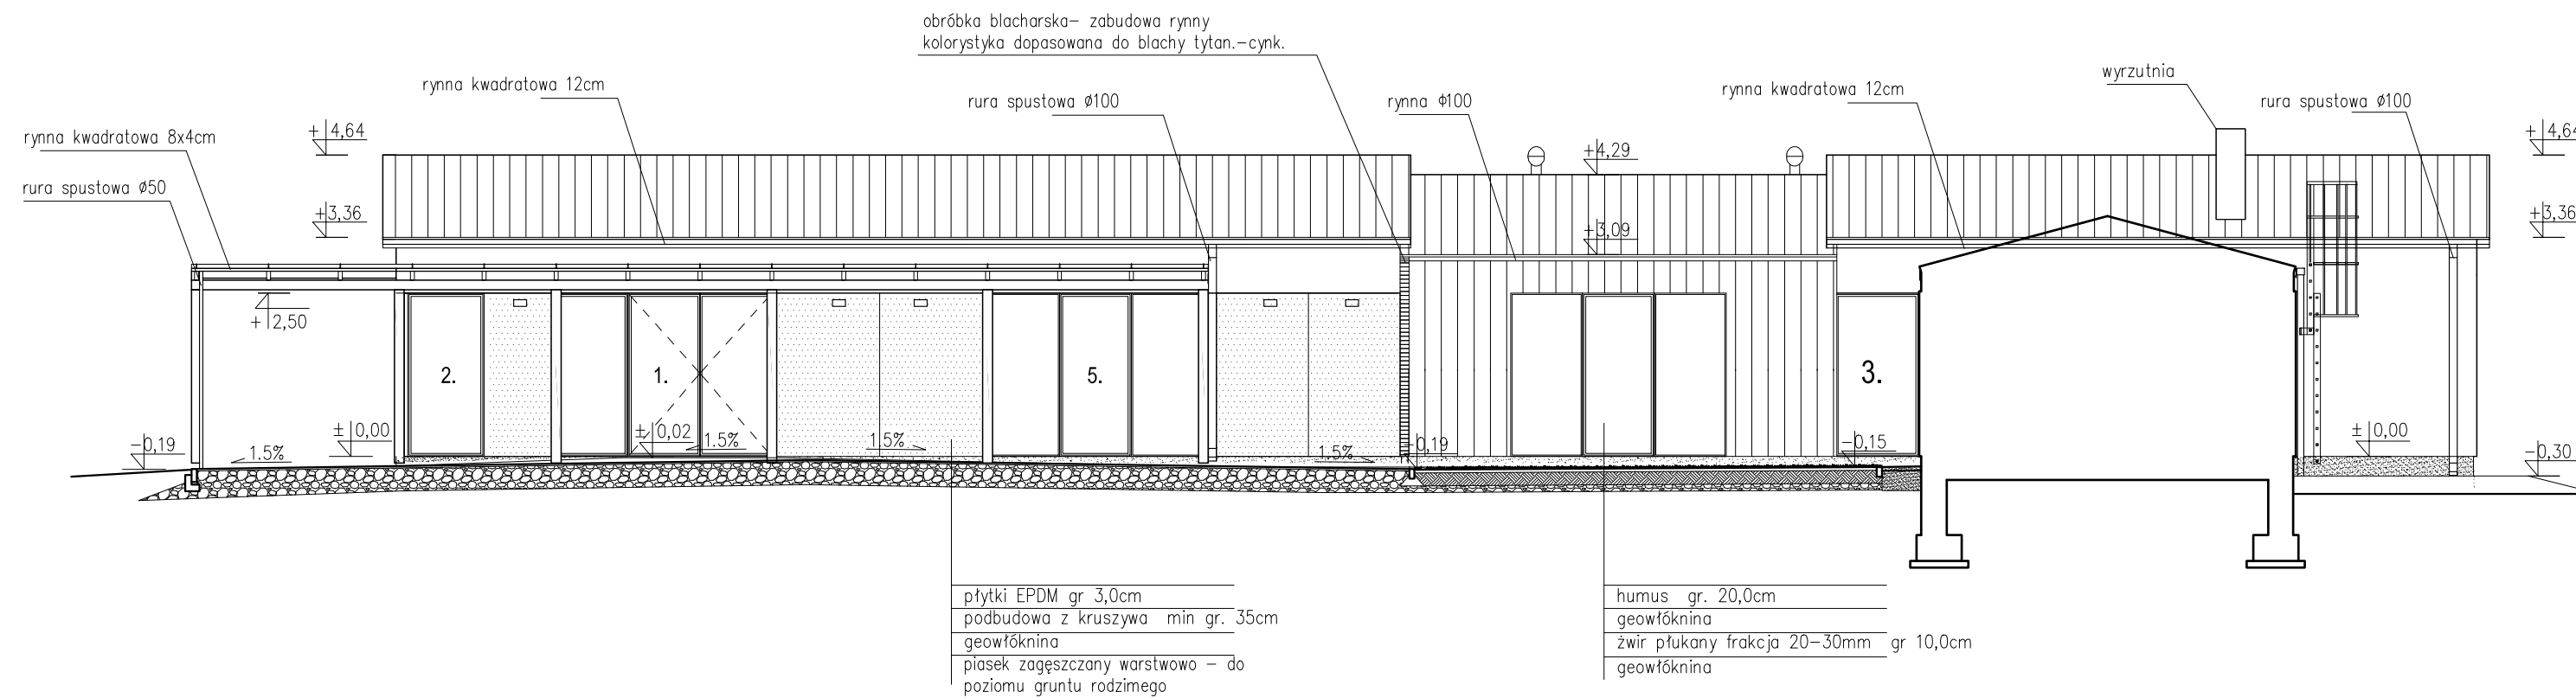 obróbka blacharska– zabudowa rynny
kolorystyka dopasowana do blachy tytan.–cynk.
wyrzutnia
rynna kwadratowa 12cm
rynna kwadratowa 12cm
rura spustowa Ø100
rynna Φ100
rura spustowa Ø100
rynna kwadratowa 8x4cm
+4,64
+4,64
+4,29
rura spustowa Ø50
+3,36
+3,36
+3,09
+2,50
2.
1.
5.
3.
±0,00
±0,02
±0,00
–0,19
1.5%
1.5%
1.5%
1.5%
–0,19
–0,15
–0,30
płytki EPDM gr 3,0cm
podbudowa z kruszywa min gr. 35cm
geowłóknina
piasek zagęszczany warstwowo – do
poziomu gruntu rodzimego
humus gr. 20,0cm
geowłóknina
żwir płukany frakcja 20–30mm gr 10,0cm
geowłóknina